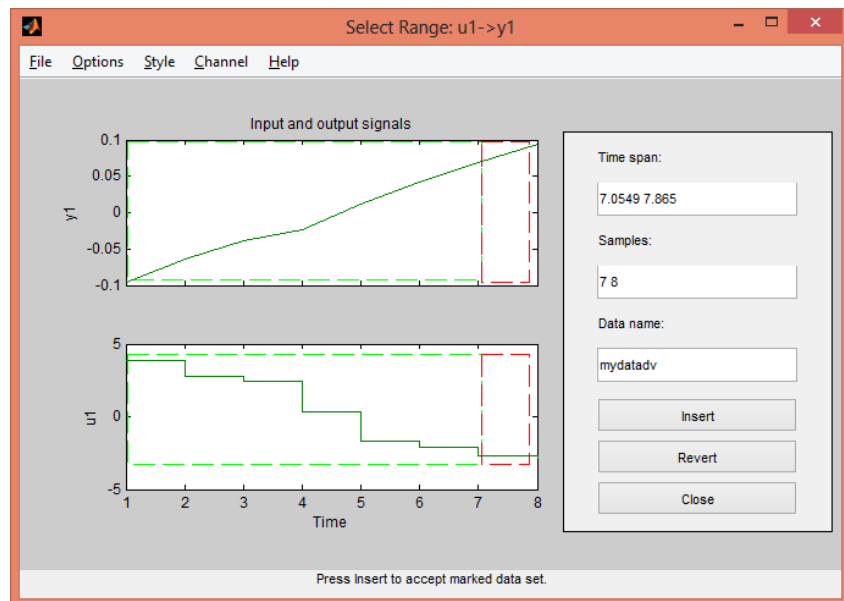 Select Range: u1->y1
File Options Style Channel Help
Input and output signals
0.1
0.05
0
-0.05
-0.1
y1
5
0
-5
u1
1 2 3 4 5 6 7 8
Time
Time span:
7.0549 7.865
Samples:
7 8
Data name:
mydatadv
Insert
Revert
Close
Press Insert to accept marked data set.